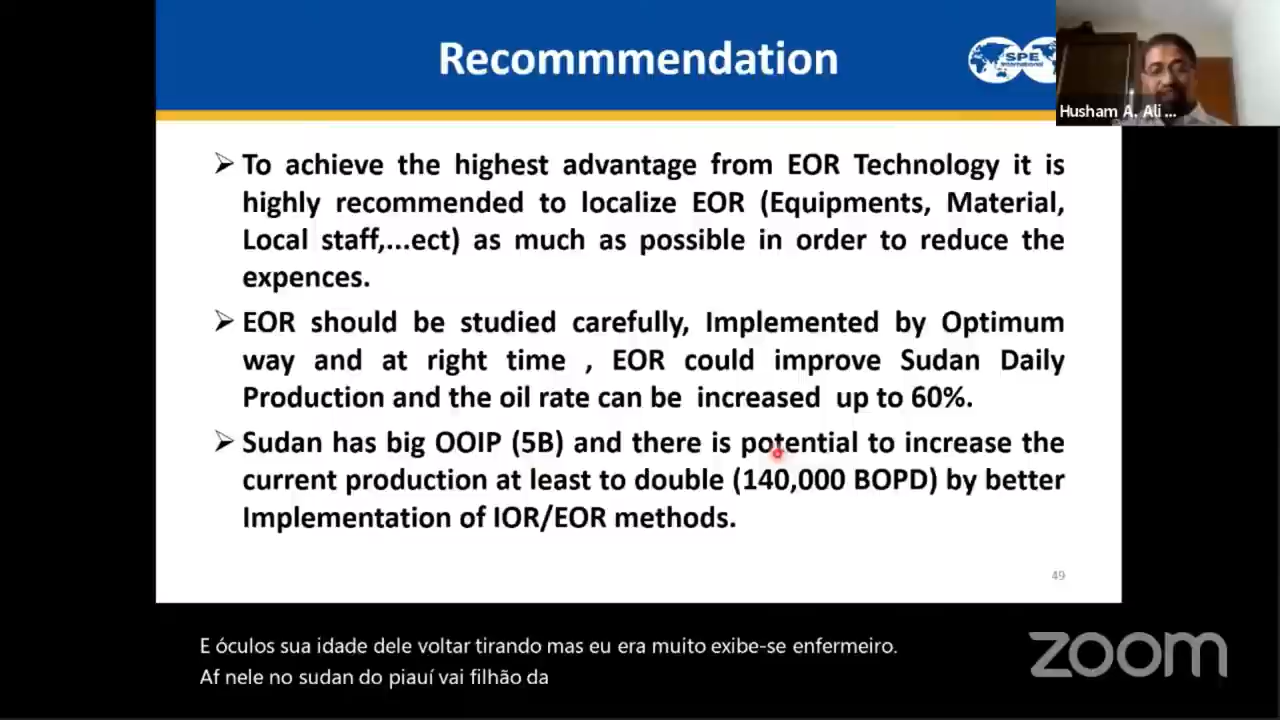 Recommmendation
SPE
International
Husham A. Ali ...
➢ To achieve the highest advantage from EOR Technology it is
highly recommended to localize EOR (Equipments, Material,
Local staff,...ect) as much as possible in order to reduce the
expences.
➢ EOR should be studied carefully, Implemented by Optimum
way and at right time , EOR could improve Sudan Daily
Production and the oil rate can be increased up to 60%.
➢ Sudan has big OOIP (5B) and there is potential to increase the
current production at least to double (140,000 BOPD) by better
Implementation of IOR/EOR methods.
49
E óculos sua idade dele voltar tirando mas eu era muito exibe-se enfermeiro.
Af nele no sudan do piauí vai filhão da
zoom